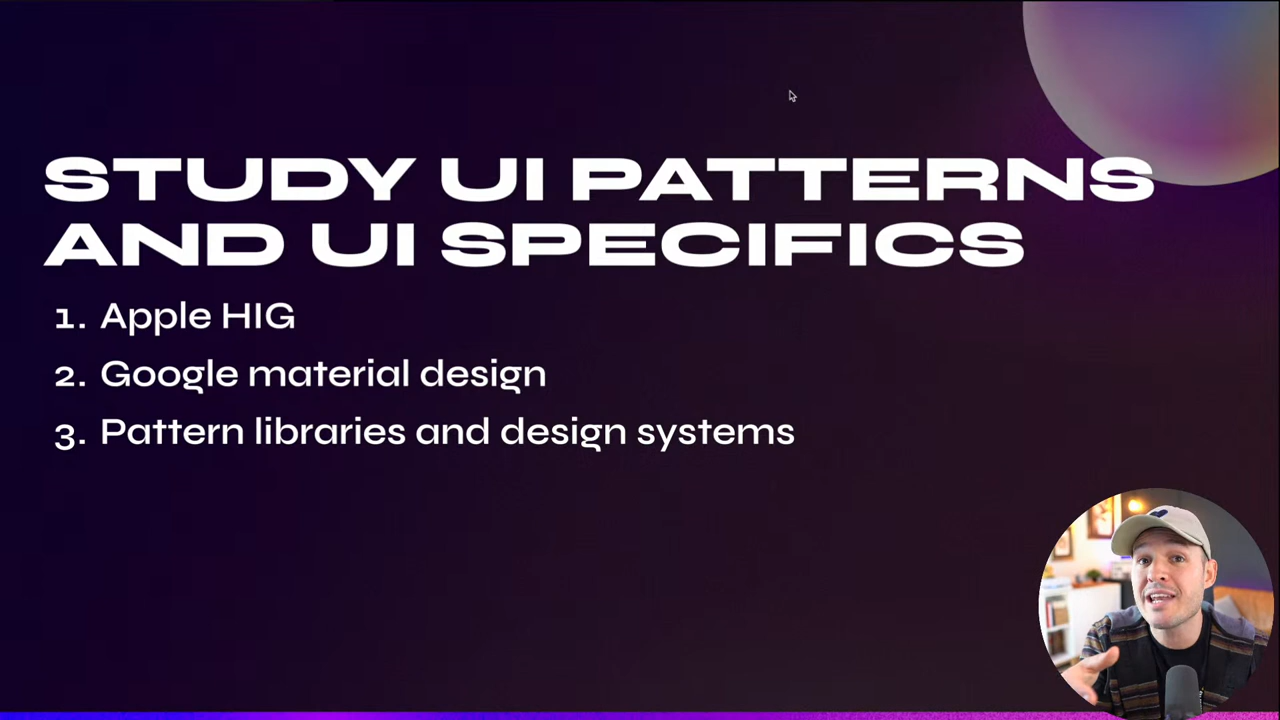 STUDY UI PATTERNS
AND UI SPECIFICS
1. Apple HIG
2. Google material design
3. Pattern libraries and design systems